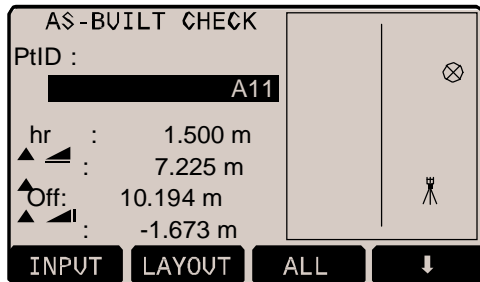 AS-BUILT CHECK
PtID :
A11
hr : 1.500 m
: 7.225 m
Off: 10.194 m
: -1.673 m
INPUT LAYOUT ALL